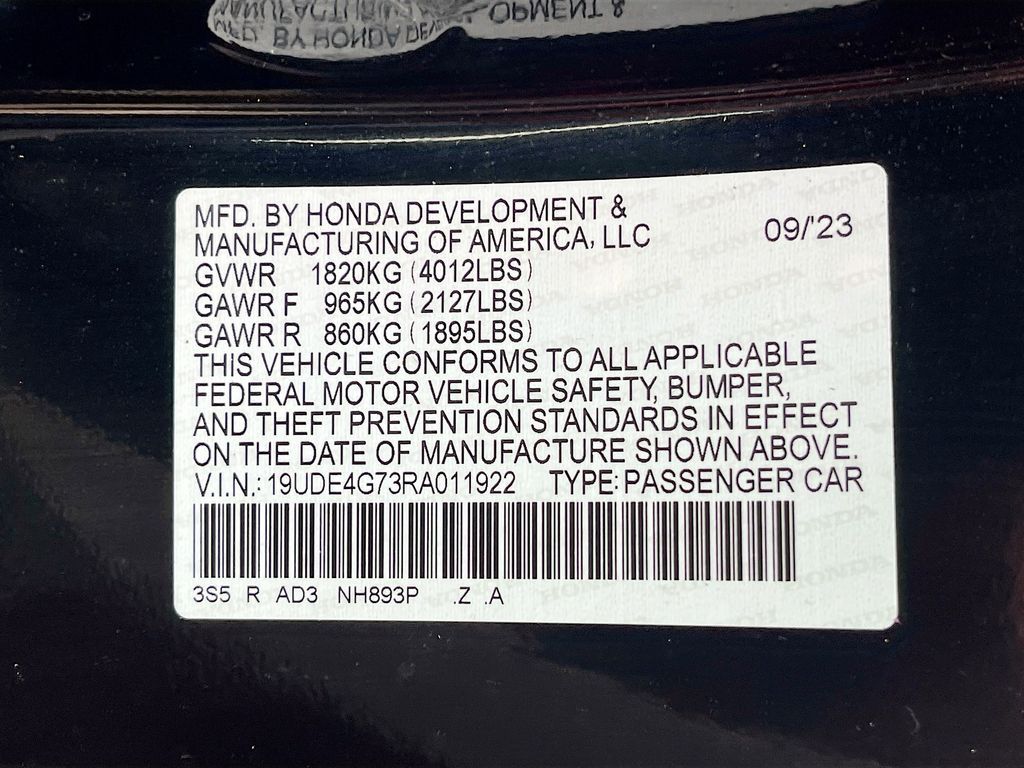 MFD. BY HONDA DEVELOPMENT &
MANUFACTURING OF AMERICA, LLC
09/'23
GVWR 1820KG (4012LBS)
GAWR F 965KG (2127LBS)
GAWR R 860KG (1895LBS)
THIS VEHICLE CONFORMS TO ALL APPLICABLE
FEDERAL MOTOR VEHICLE SAFETY, BUMPER,
AND THEFT PREVENTION STANDARDS IN EFFECT
ON THE DATE OF MANUFACTURE SHOWN ABOVE.
V.I.N.: 19UDE4G73RA011922 TYPE: PASSENGER CAR
3S5 R AD3 NH893P .Z .A